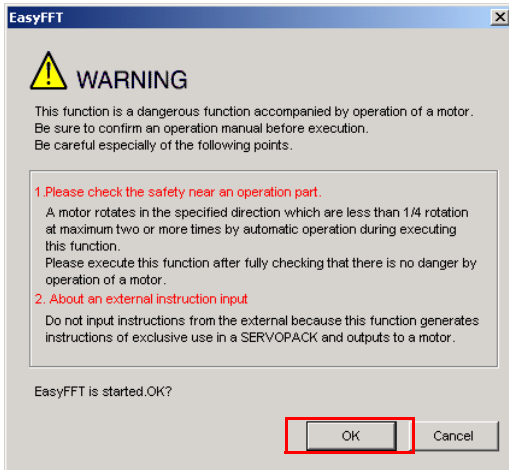 EasyFFT
WARNING
This function is a dangerous function accompanied by operation of a motor.
Be sure to confirm an operation manual before execution.
Be careful especially of the following points.
1.Please check the safety near an operation part.
A motor rotates in the specified direction which are less than 1/4 rotation
at maximum two or more times by automatic operation during executing
this function.
Please execute this function after fully checking that there is no danger by
operation of a motor.
2. About an external instruction input
Do not input instructions from the external because this function generates
instructions of exclusive use in a SERVOPACK and outputs to a motor.
EasyFFT is started.OK?
OK
Cancel